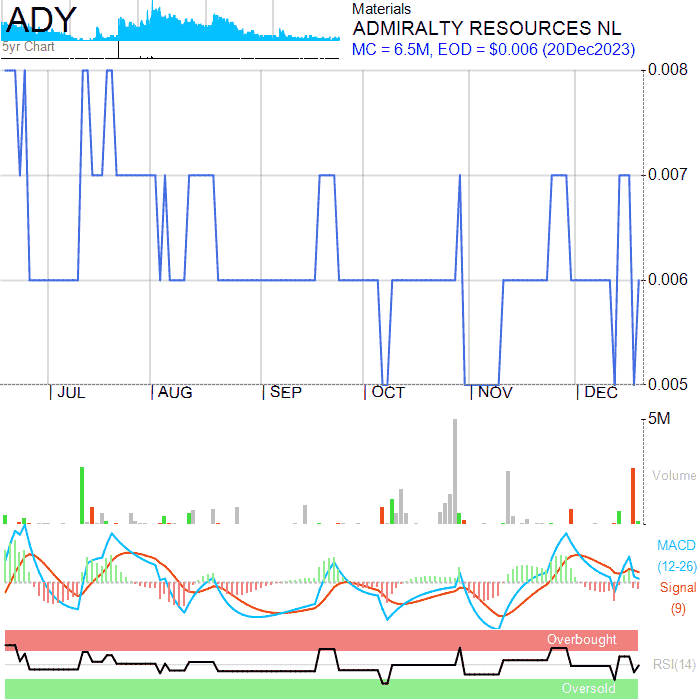 ADY
5yr Chart
Materials
ADMIRALTY RESOURCES NL
MC = 6.5M, EOD = $0.006 (20Dec2023)
0.008
0.007
0.006
0.005
JUL AUG SEP OCT NOV DEC
5M
Volume
MACD
(12-26)
Signal
(9)
Overbought
RSI(14)
Oversold